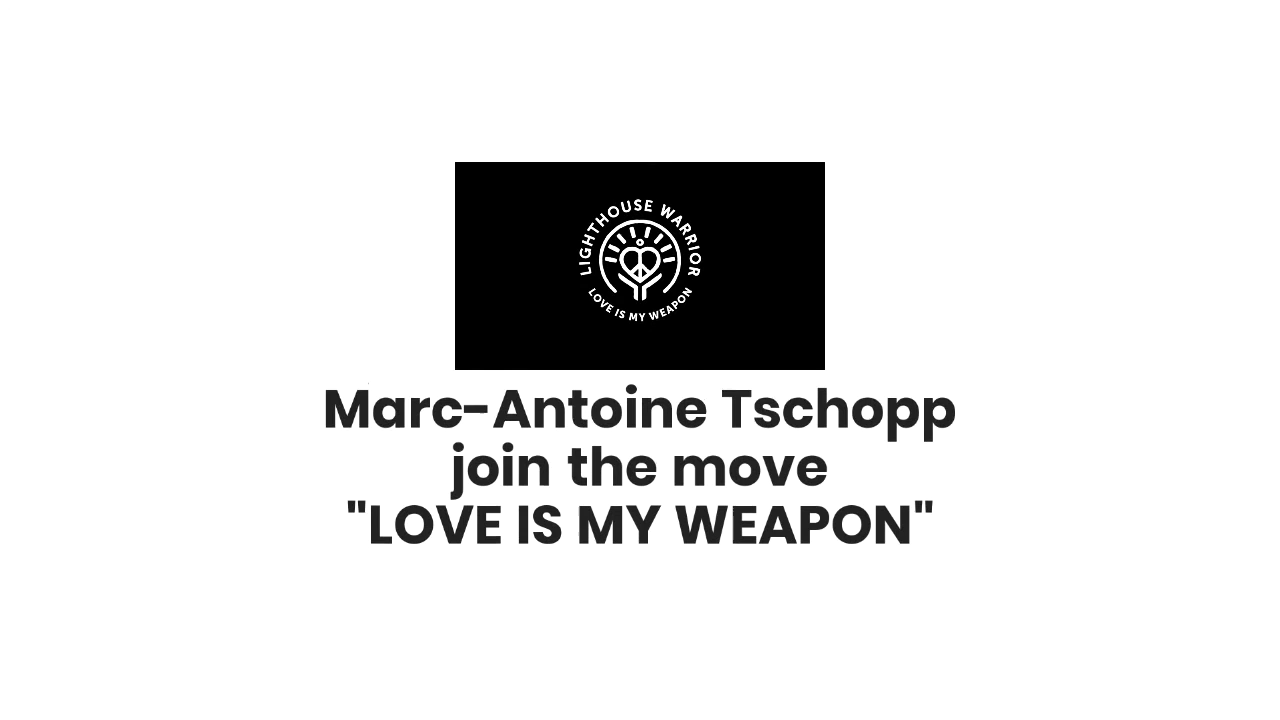 LIGHTHOUSE WARRIOR
LOVE IS MY WEAPON
Marc-Antoine Tschopp
join the move
"LOVE IS MY WEAPON"